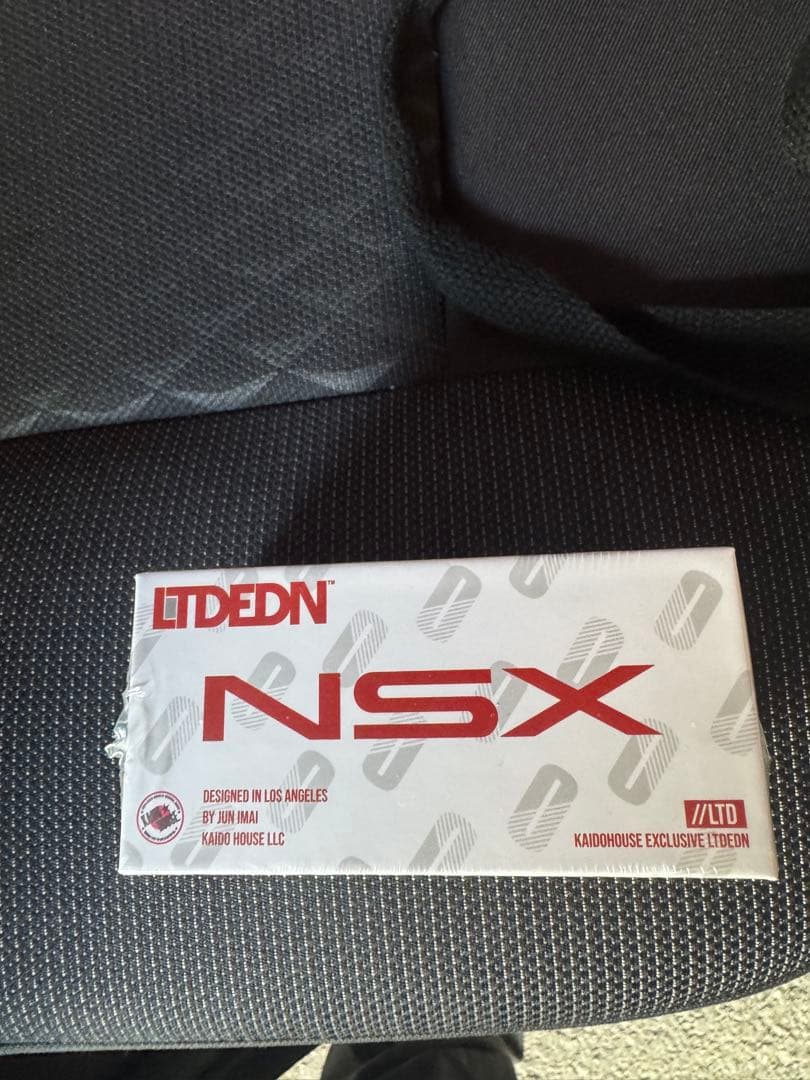 LTDEDN™
NSX
DESIGNED IN LOS ANGELES
BY JUN IMAI
KAIDO HOUSE LLC
//LTD
KAIDOHOUSE EXCLUSIVE LTDEDN